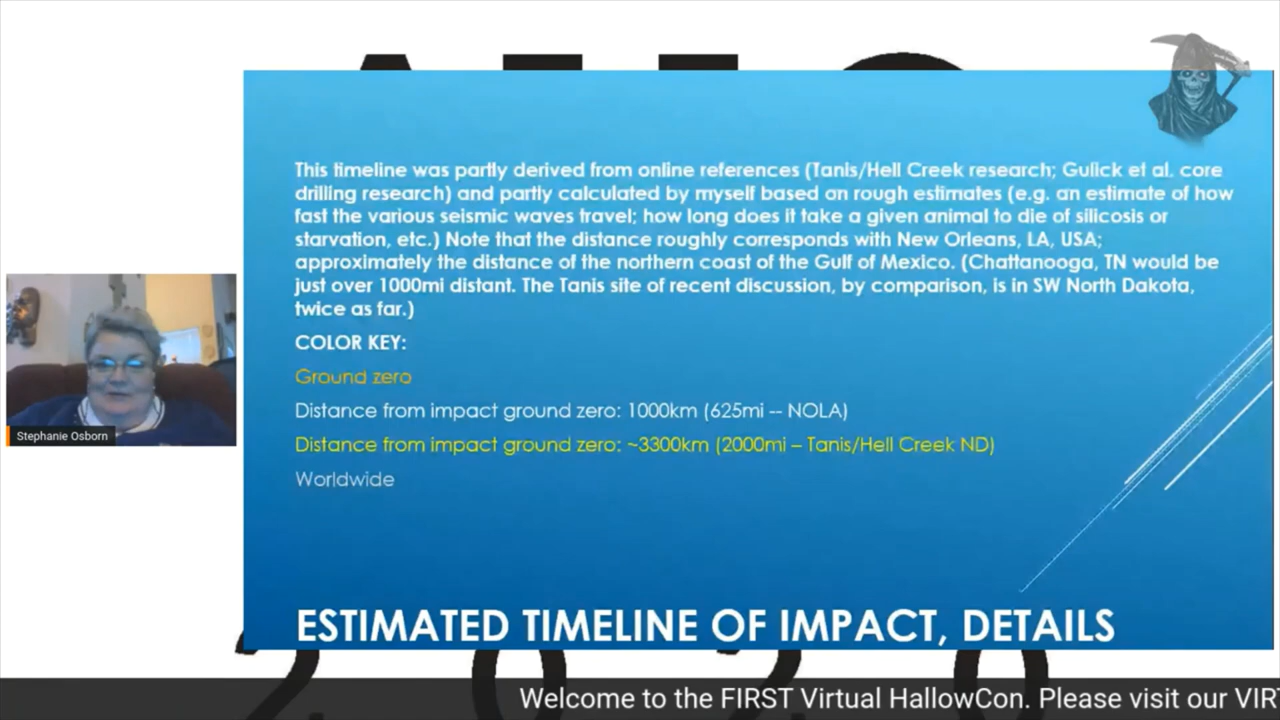 This timeline was partly derived from online references (Tanis/Hell Creek research; Gulick et al. core
drilling research) and partly calculated by myself based on rough estimates (e.g. an estimate of how
fast the various seismic waves travel; how long does it take a given animal to die of silicosis or
starvation, etc.) Note that the distance roughly corresponds with New Orleans, LA, USA;
approximately the distance of the northern coast of the Gulf of Mexico. (Chattanooga, TN would be
just over 1000mi distant. The Tanis site of recent discussion, by comparison, is in SW North Dakota,
twice as far.)
COLOR KEY:
Ground zero
Distance from impact ground zero: 1000km (625mi -- NOLA)
Distance from impact ground zero: ~3300km (2000mi – Tanis/Hell Creek ND)
Worldwide
Stephanie Osborn
ESTIMATED TIMELINE OF IMPACT, DETAILS
2020
Welcome to the FIRST Virtual HallowCon. Please visit our VIR